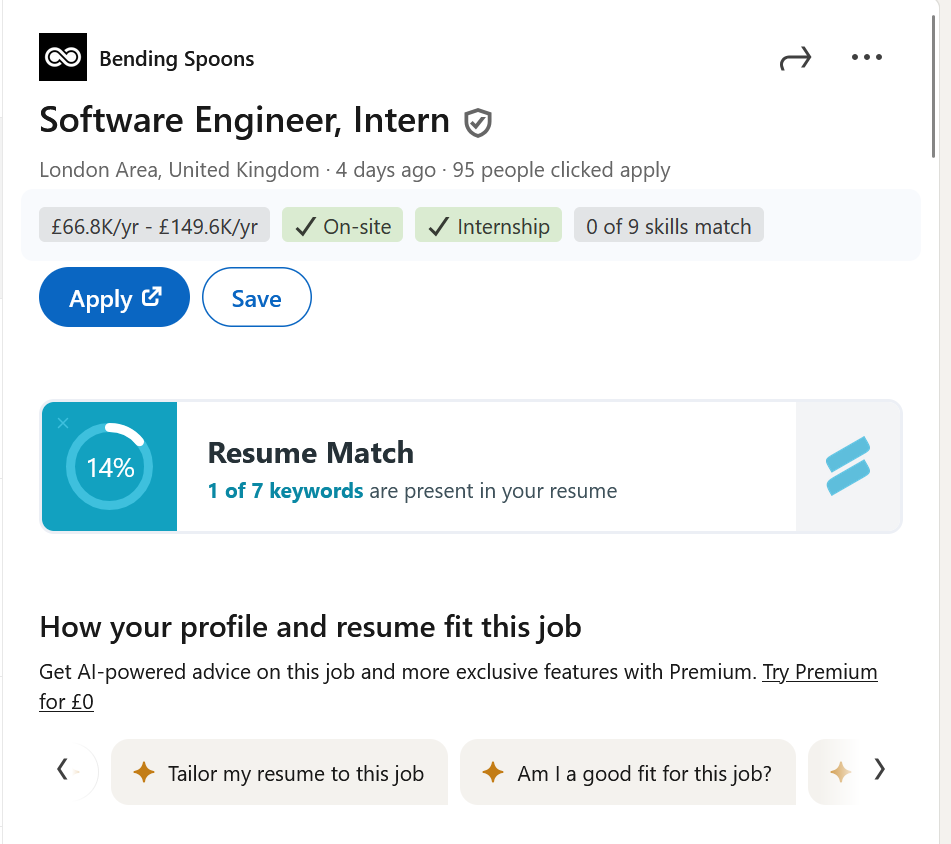 Bending Spoons
Software Engineer, Intern
London Area, United Kingdom · 4 days ago · 95 people clicked apply
£66.8K/yr - £149.6K/yr
On-site
Internship
0 of 9 skills match
Apply
Save
14%
Resume Match
1 of 7 keywords are present in your resume
How your profile and resume fit this job
Get AI-powered advice on this job and more exclusive features with Premium. Try Premium
for £0
Tailor my resume to this job
Am I a good fit for this job?